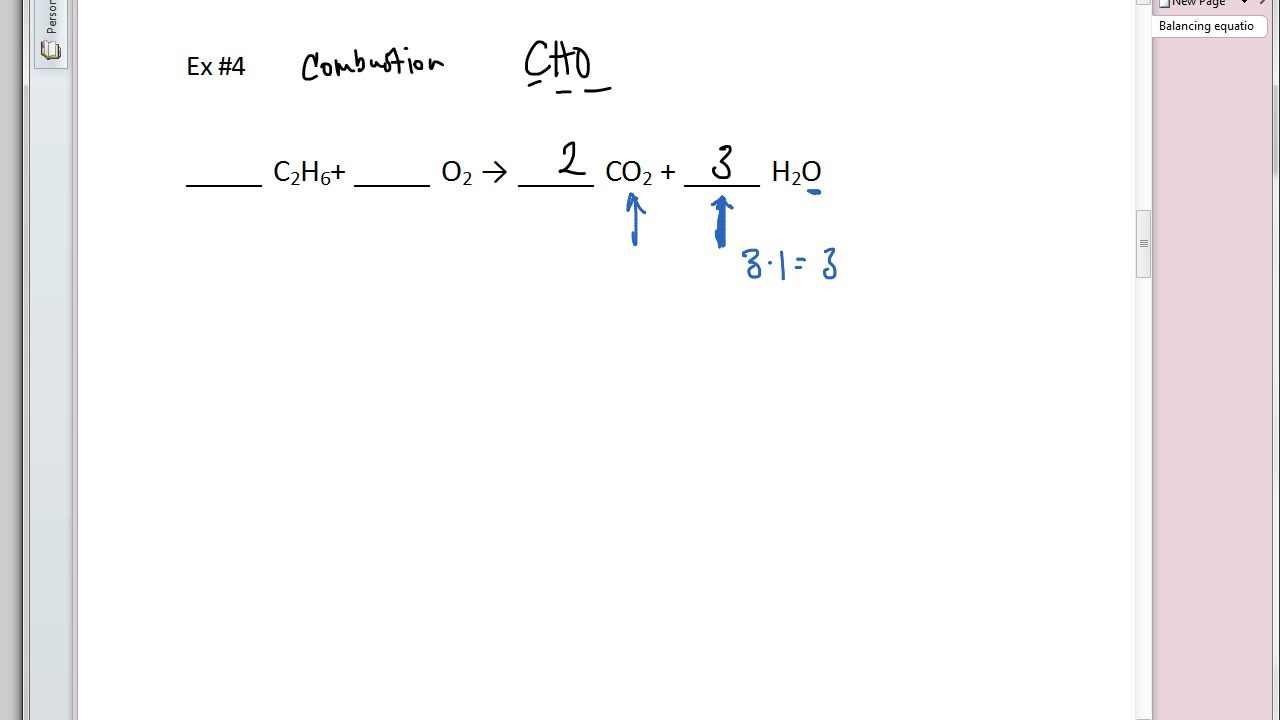 New Page
Person
Balancing equatio
Ex #4 Combustion CHO
_____ C₂H₆+ _____ O₂ → 2 CO₂ + 3 H₂O
3·1=3